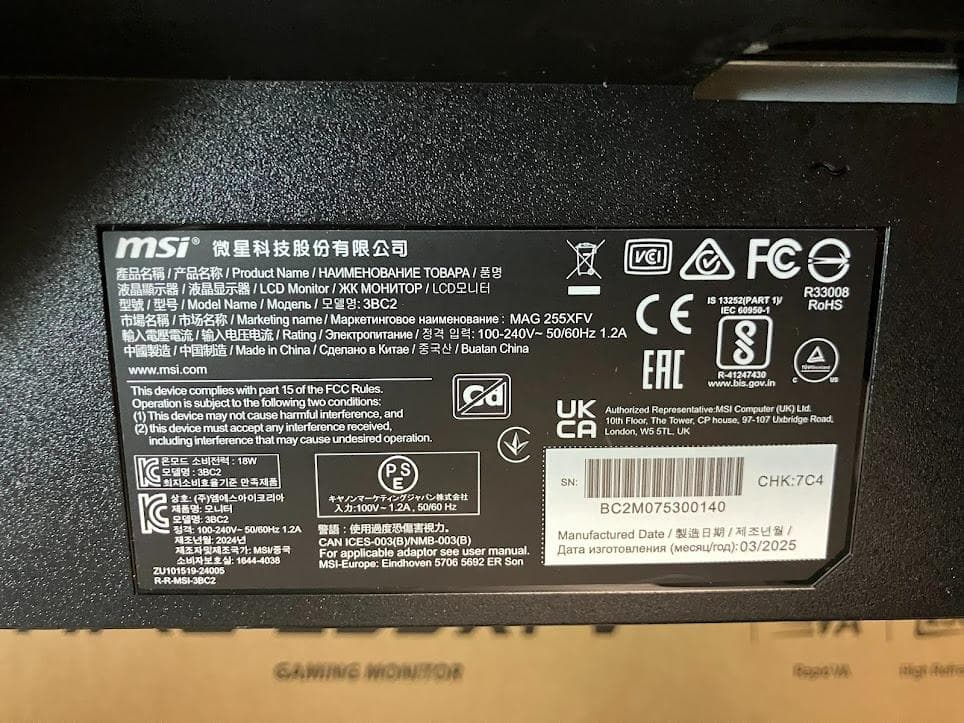 msi® 微星科技股份有限公司
產品名稱 / 产品名称 / Product Name / НАИМЕНОВАНИЕ ТОВАРА / 품명
液晶顯示器 / 液晶显示器 / LCD Monitor / ЖК МОНИТОР / LCD모니터
型號 / 型号 / Model Name / Модель / 모델명: 3BC2
市場名稱 / 市场名称 / Marketing name / Маркетинговое наименование : MAG 255XFV
輸入電壓電流 / 输入电压电流 / Rating / Электропитание / 정격 입력: 100-240V~ 50/60Hz 1.2A
中國製造 / 中国制造 / Made in China / Сделано в Китае / 중국산 / Buatan China
www.msi.com
This device complies with part 15 of the FCC Rules.
Operation is subject to the following two conditions:
(1) This device may not cause harmful interference, and
(2) this device must accept any interference received,
including interference that may cause undesired operation.
Cd
온모드 소비전력 : 18W
모델명 : 3BC2
최저소비효율기준 만족제품
상호: (주)엠에스아이코리아
제품명: 모니터
모델명: 3BC2
정격: 100-240V~ 50/60Hz 1.2A
제조년월: 2024년
제조자및제조국가: MSI/중국
소비자보호실: 1644-4038
ZU101519-24005
R-R-MSI-3BC2
PS
E
キヤノンマーケティングジャパン株式会社
入力:100V~ 1.2A , 50/60 Hz
警語 : 使用過度恐傷害視力。
CAN ICES-003(B)/NMB-003(B)
For applicable adaptor see user manual.
MSI-Europe: Eindhoven 5706 5692 ER Son
VCI
FC
R33008
RoHS
CE
IS 13252(PART 1)/
IEC 60950-1
R-41247430
www.bis.gov.in
EAC
C US
UK
CA
Authorized Representative:MSI Computer (UK) Ltd.
10th Floor, The Tower, CP house, 97-107 Uxbridge Road,
London, W5 5TL, UK
SN:
CHK:7C4
BC2M075300140
Manufactured Date / 製造日期 / 제조년월 /
Дата изготовления (месяц/год):03/2025
GAMING MONITOR
Rapid VA